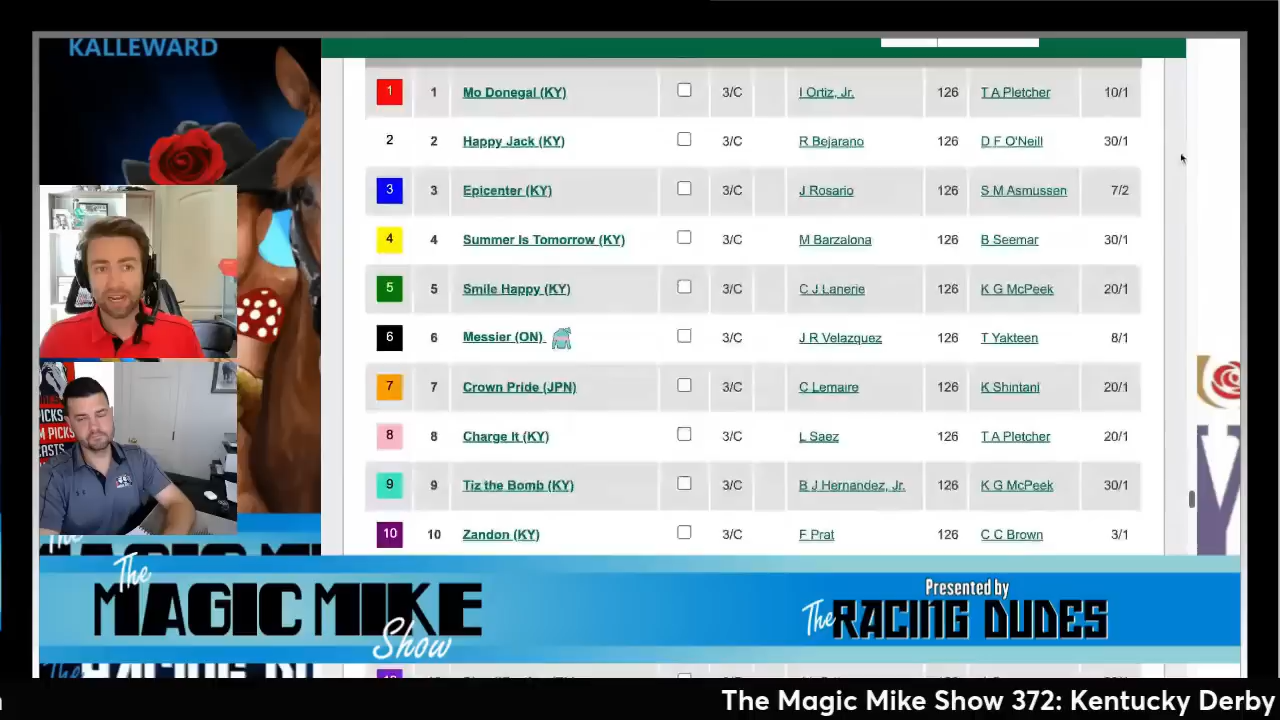 KALLEWARD
1 1 Mo Donegal (KY) 3/C I Ortiz, Jr. 126 T A Pletcher 10/1
2 2 Happy Jack (KY) 3/C R Bejarano 126 D F O'Neill 30/1
3 3 Epicenter (KY) 3/C J Rosario 126 S M Asmussen 7/2
4 4 Summer Is Tomorrow (KY) 3/C M Barzalona 126 B Seemar 30/1
5 5 Smile Happy (KY) 3/C C J Lanerie 126 K G McPeek 20/1
6 6 Messier (ON) 3/C J R Velazquez 126 T Yakteen 8/1
7 7 Crown Pride (JPN) 3/C C Lemaire 126 K Shintani 20/1
8 8 Charge It (KY) 3/C L Saez 126 T A Pletcher 20/1
9 9 Tiz the Bomb (KY) 3/C B J Hernandez, Jr. 126 K G McPeek 30/1
10 10 Zandon (KY) 3/C F Prat 126 C C Brown 3/1
PICKS
M PICKS
ASTS
The
MAGIC MIKE
Show
Presented by
The RACING DUDES
The Magic Mike Show 372: Kentucky Derby